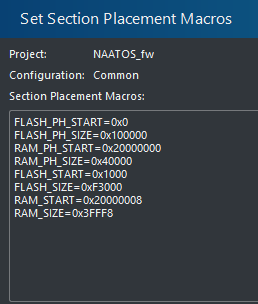 Set Section Placement Macros
Project: NAATOS_fw
Configuration: Common
Section Placement Macros:
FLASH_PH_START=0x0
FLASH_PH_SIZE=0x100000
RAM_PH_START=0x20000000
RAM_PH_SIZE=0x40000
FLASH_START=0x1000
FLASH_SIZE=0xF3000
RAM_START=0x20000008
RAM_SIZE=0x3FFF8